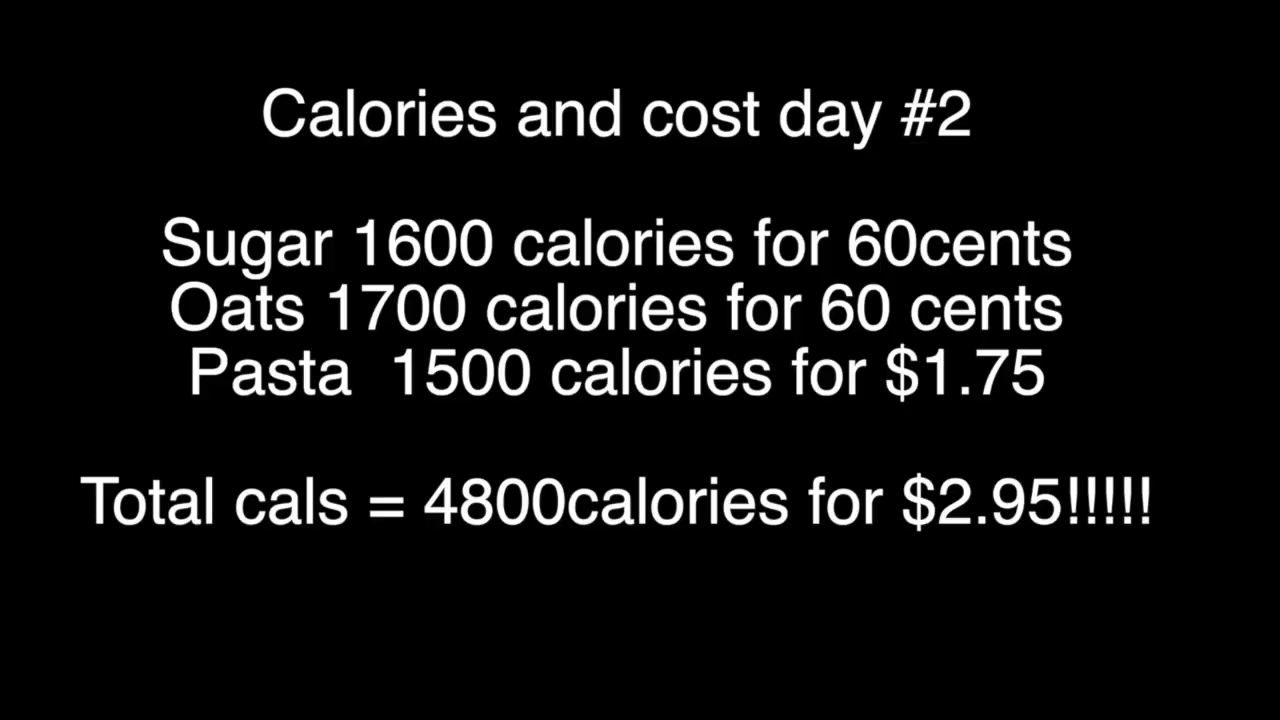 Calories and cost day #2
Sugar 1600 calories for 60cents
Oats 1700 calories for 60 cents
Pasta  1500 calories for $1.75
Total cals = 4800calories for $2.95!!!!!